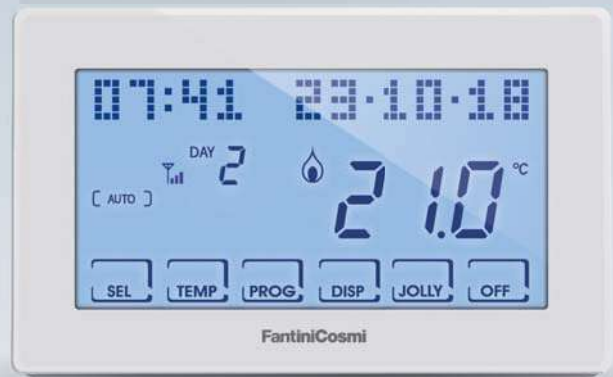 07:41 23·10·18
DAY 2
[ AUTO ]
21.0 °C
SEL TEMP PROG DISP JOLLY OFF
FantiniCosmi